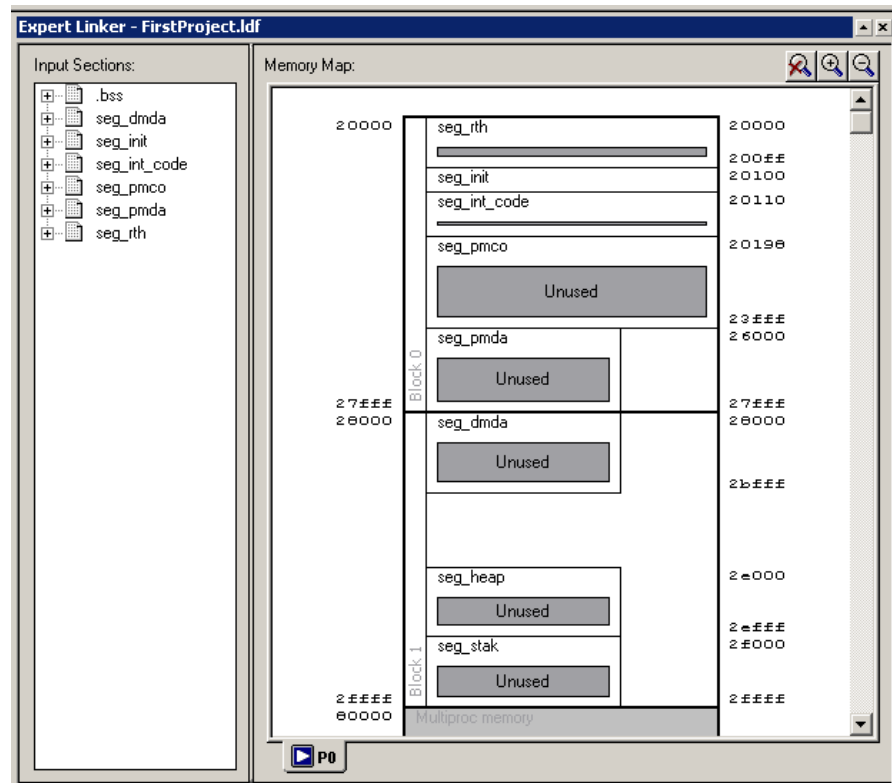 Expert Linker - FirstProject.ldf
Input Sections:
.bss
seg_dmda
seg_init
seg_int_code
seg_pmco
seg_pmda
seg_rth
Memory Map:
20000 seg_rth 20000
200ff
seg_init 20100
seg_int_code 20110
seg_pmco 20198
Unused
23fff
seg_pmda 26000
Block 0
Unused
27fff 27fff
28000 seg_dmda 28000
Unused
2bfff
seg_heap 2e000
Unused
2efff
seg_stak 2f000
Block 1
Unused
2ffff 2ffff
80000 Multiproc memory
P0